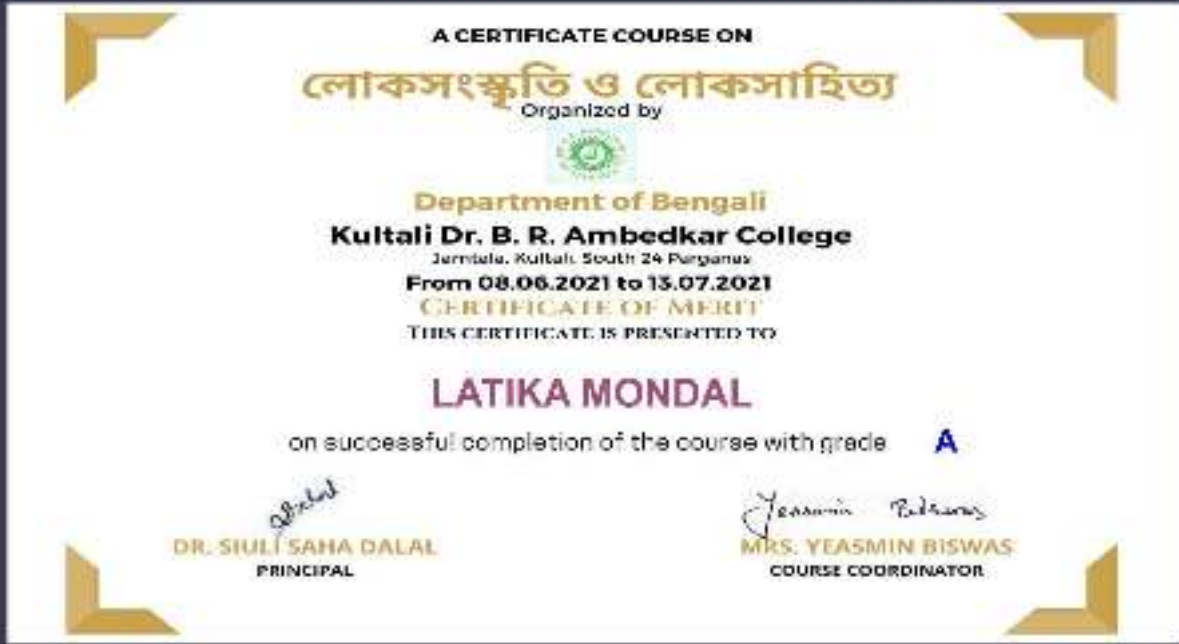 A CERTIFICATE COURSE ON
লোকসংস্কৃতি ও লোকসাহিত্য
Organized by
Department of Bengali
Kultali Dr. B. R. Ambedkar College
Jamtala, Kultali, South 24 Parganas
From 08.06.2021 to 13.07.2021
CERTIFICATE OF MERIT
THIS CERTIFICATE IS PRESENTED TO
LATIKA MONDAL
on successful completion of the course with grade A
Yeasmin Biswas
DR. SIULI SAHA DALAL
MRS. YEASMIN BISWAS
PRINCIPAL
COURSE COORDINATOR